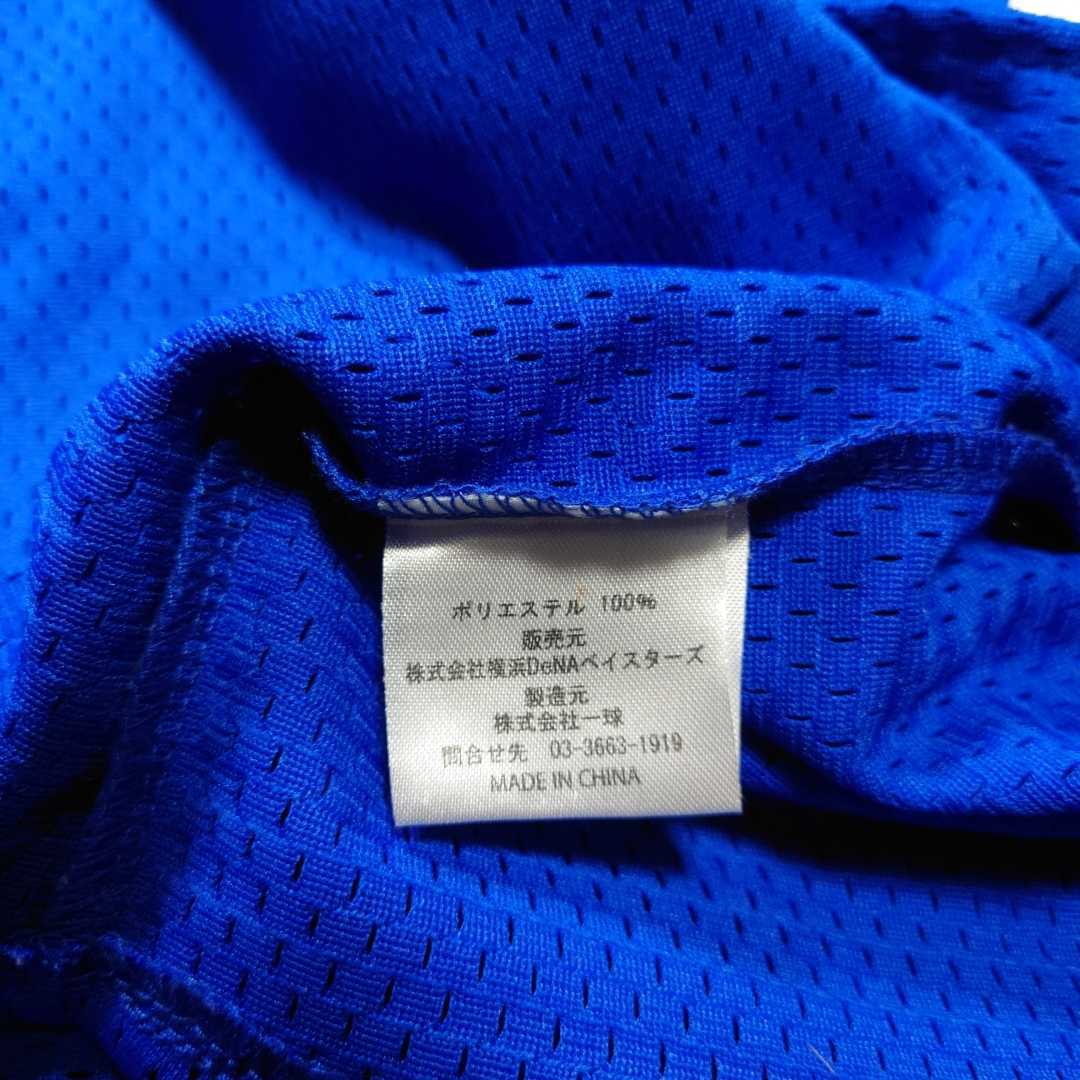 ポリエステル 100%
販売元
株式会社横浜DeNAベイスターズ
製造元
株式会社一球
問合せ先 03-3663-1919
MADE IN CHINA